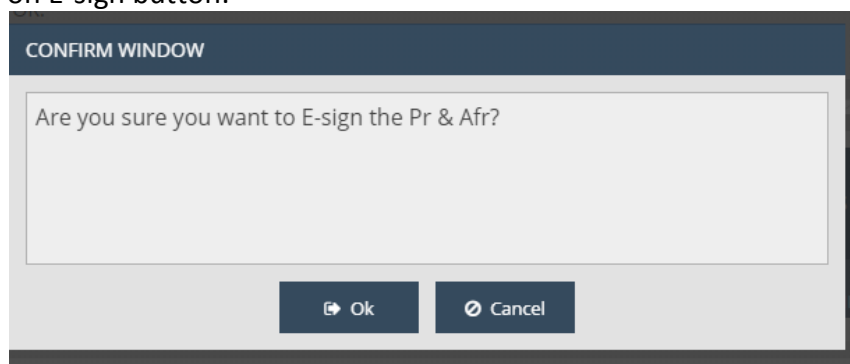 on E-sign button.
CONFIRM WINDOW
Are you sure you want to E-sign the Pr & Afr?
Ok
Cancel